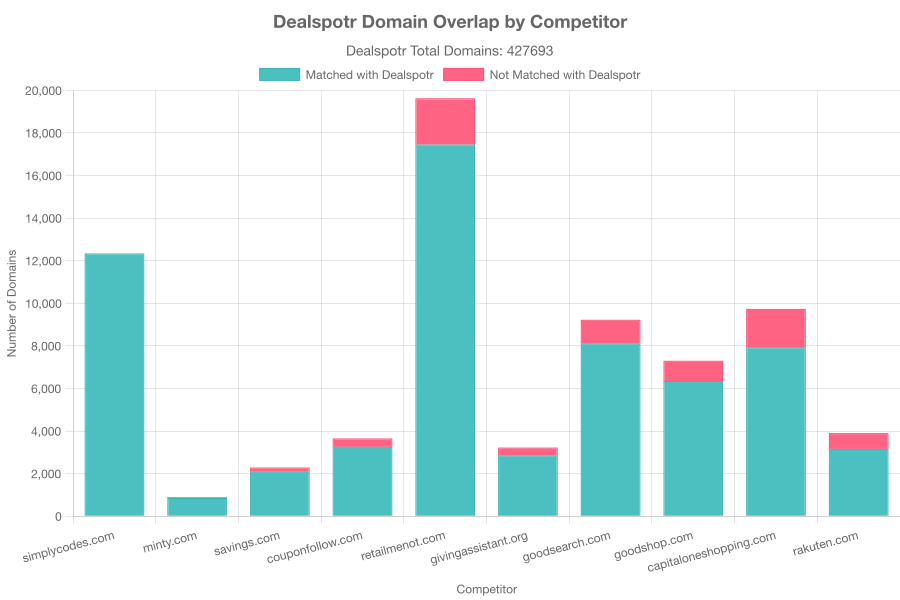 Dealspotr Domain Overlap by Competitor
Dealspotr Total Domains: 427693
Matched with Dealspotr
Not Matched with Dealspotr
Number of Domains
20,000
18,000
16,000
14,000
12,000
10,000
8,000
6,000
4,000
2,000
0
simplycodes.com
minty.com
savings.com
couponfollow.com
retailmenot.com
givingassistant.org
goodsearch.com
goodshop.com
capitaloneshopping.com
rakuten.com
Competitor